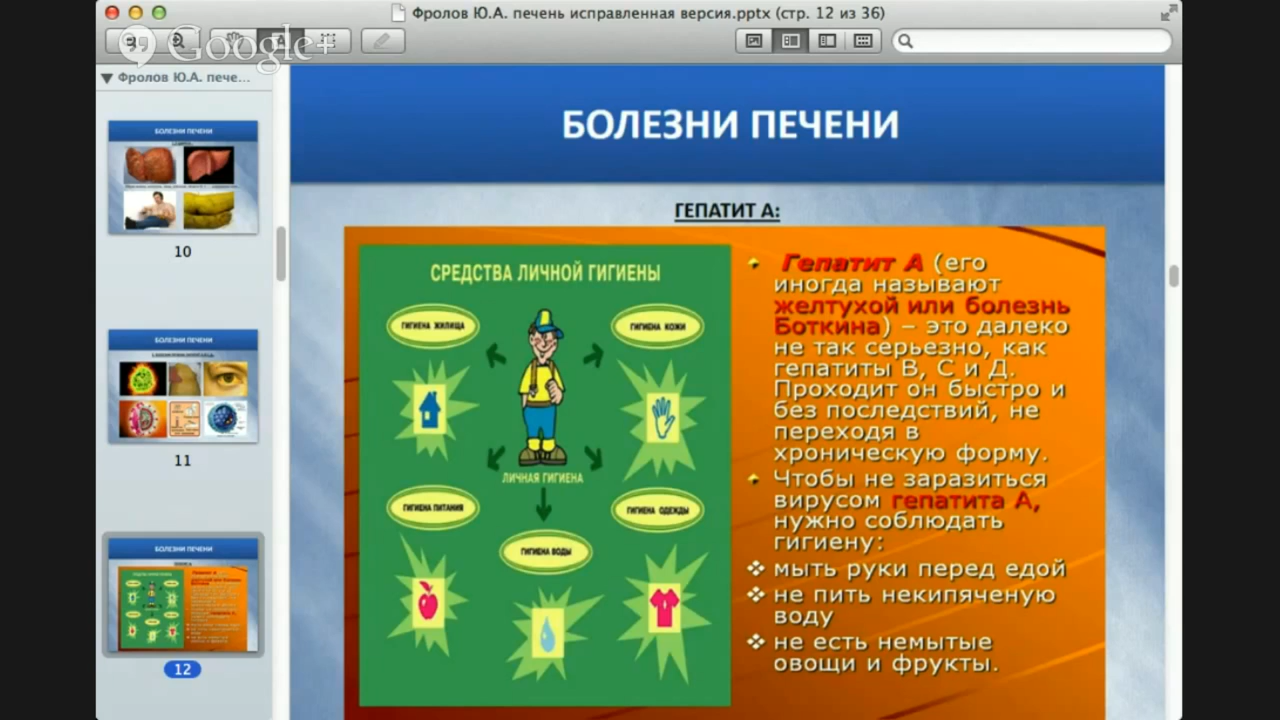 Фролов Ю.А. печень исправленная версия.pptx (стр. 12 из 36)
Google+
Фролов Ю.А. пече...
БОЛЕЗНИ ПЕЧЕНИ
10
БОЛЕЗНИ ПЕЧЕНИ
11
БОЛЕЗНИ ПЕЧЕНИ
12
БОЛЕЗНИ ПЕЧЕНИ
ГЕПАТИТ А:
СРЕДСТВА ЛИЧНОЙ ГИГИЕНЫ
ГИГИЕНА ЖИЛИЩА
ГИГИЕНА КОЖИ
ЛИЧНАЯ ГИГИЕНА
ГИГИЕНА ПИТАНИЯ
ГИГИЕНА ОДЕЖДЫ
ГИГИЕНА ВОДЫ
Гепатит А (его
иногда называют
желтухой или болезнь
Боткина) – это далеко
не так серьезно, как
гепатиты В, С и Д.
Проходит он быстро и
без последствий, не
переходя в
хроническую форму.
Чтобы не заразиться
вирусом гепатита А,
нужно соблюдать
гигиену:
мыть руки перед едой
не пить некипяченую
воду
не есть немытые
овощи и фрукты.